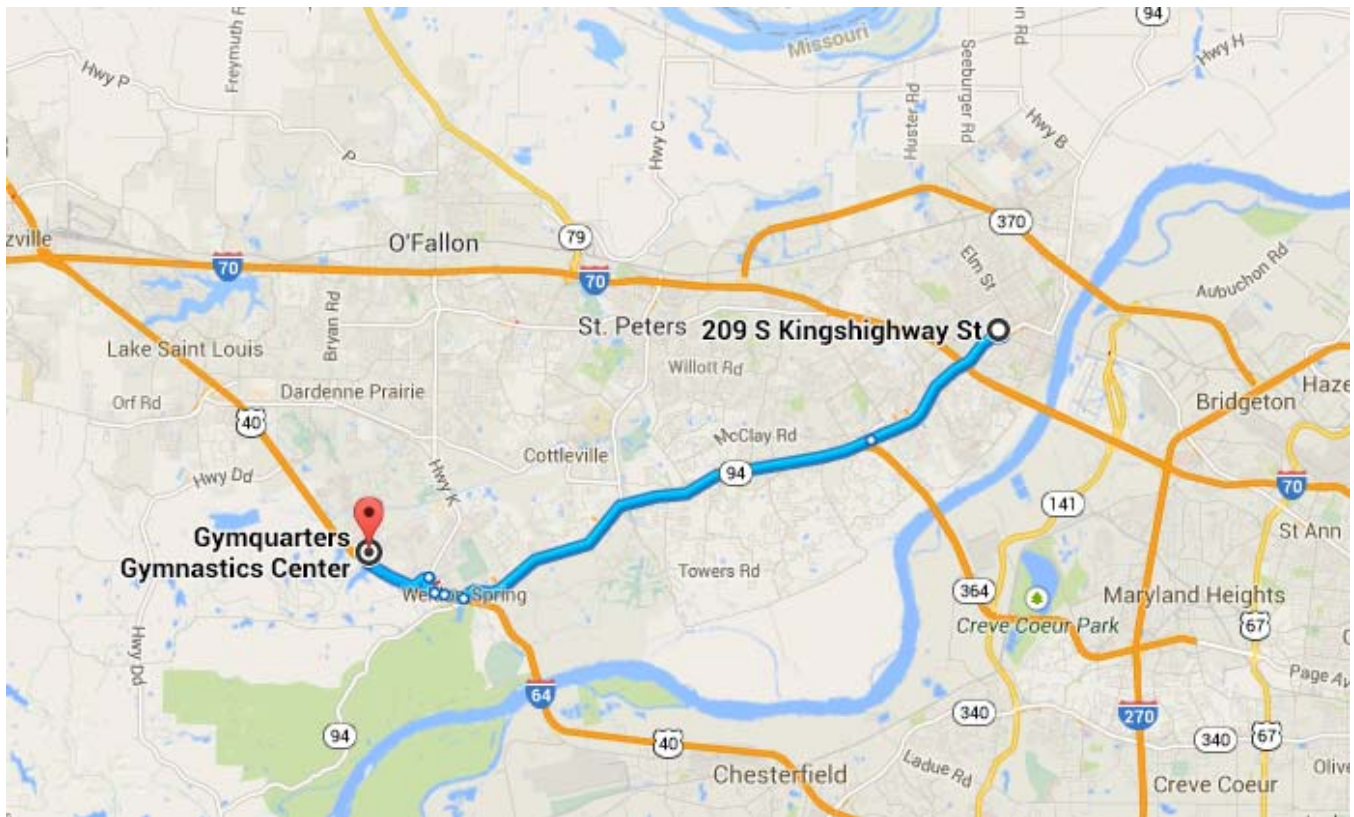 Missouri
94
Hwy H
Freymuth R
Hwy P
Hwy C
Huster Rd
Seeburger Rd
n Rd
Hwy B
P
zville
O'Fallon
79
370
70
70
Elm St
Aubuchon Rd
Bryan Rd
St. Peters
209 S Kingshighway St
Lake Saint Louis
Willott Rd
Dardenne Prairie
Orf Rd
40
Bridgeton
Haze
McClay Rd
Cottleville
94
Hwy K
Hwy Dd
70
141
St Ann
Gymquarters
Gymnastics Center
Towers Rd
364
Maryland Heights
Creve Coeur Park
67
Hwy Dd
Page Av
64
94
340
270
40
340
67
Ladue Rd
Chesterfield
Olive
Creve Coeur